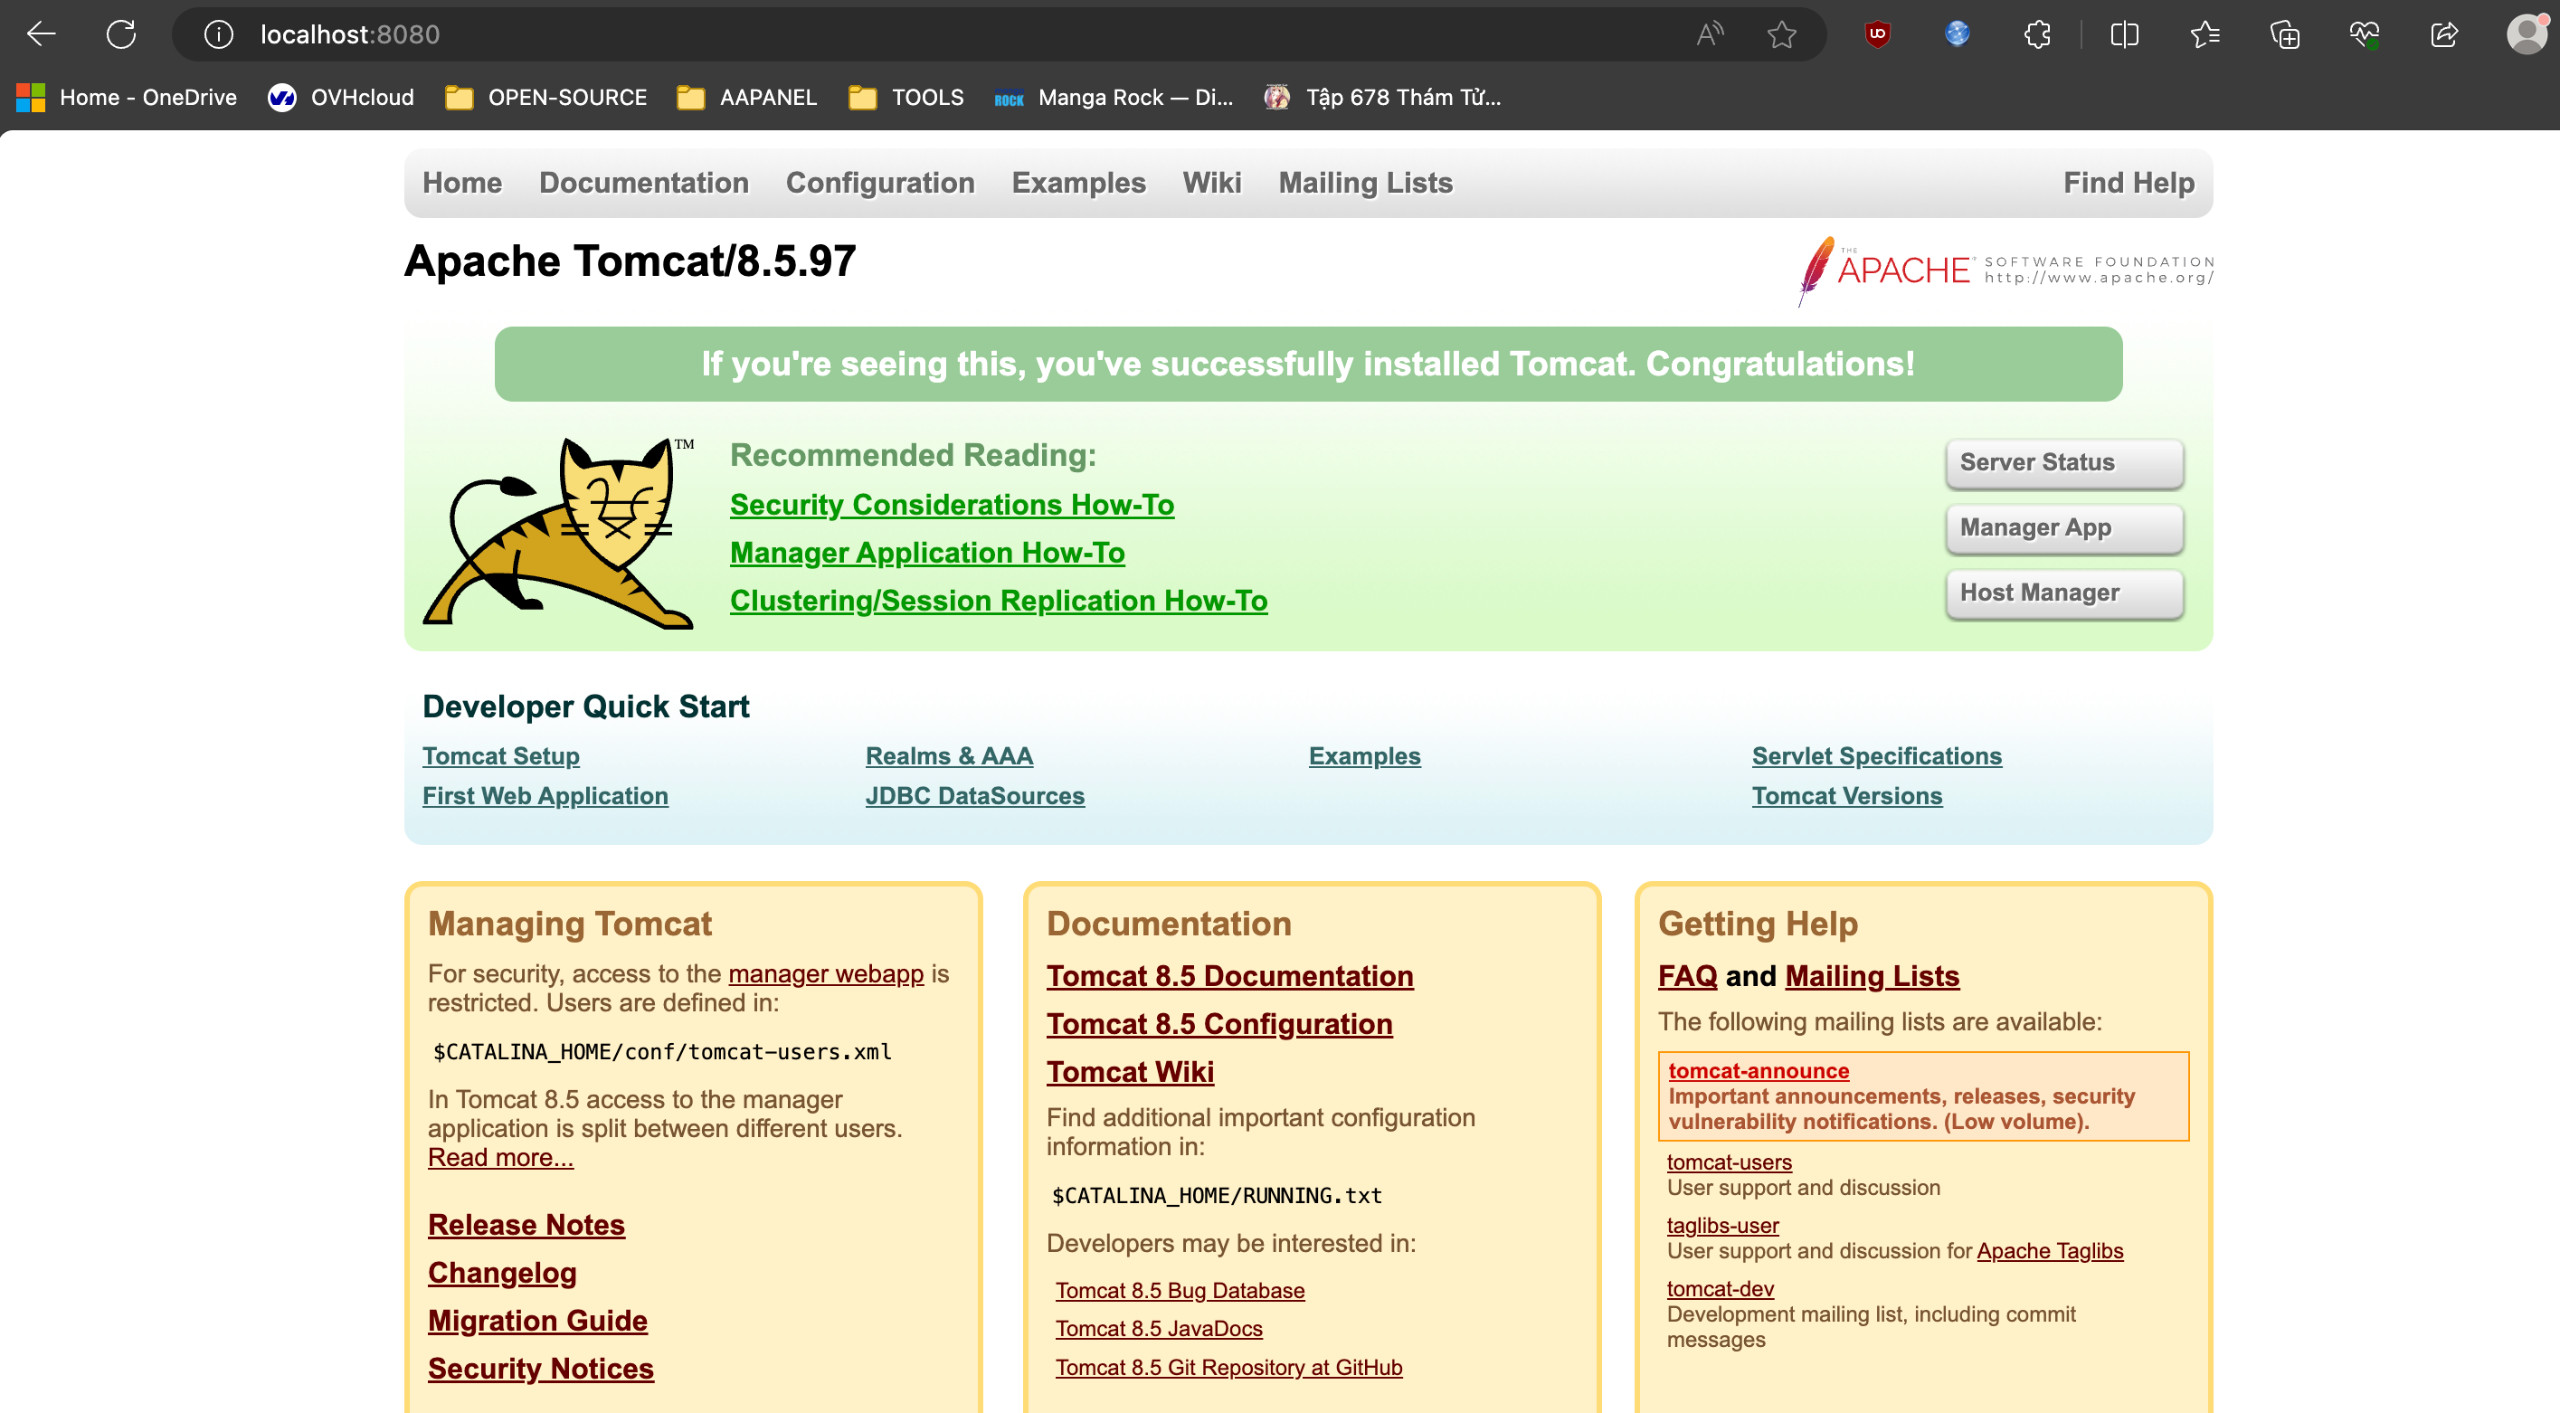 localhost:8080
Home - OneDrive OVHcloud OPEN-SOURCE AAPANEL TOOLS ROCK Manga Rock — Di... Tập 678 Thám Tử...
Home Documentation Configuration Examples Wiki Mailing Lists Find Help
Apache Tomcat/8.5.97
THE APACHE SOFTWARE FOUNDATION
http://www.apache.org/
If you're seeing this, you've successfully installed Tomcat. Congratulations!
TM
Recommended Reading:
Security Considerations How-To
Manager Application How-To
Clustering/Session Replication How-To
Server Status
Manager App
Host Manager
Developer Quick Start
Tomcat Setup
First Web Application
Realms & AAA
JDBC DataSources
Examples
Servlet Specifications
Tomcat Versions
Managing Tomcat
For security, access to the manager webapp is
restricted. Users are defined in:
$CATALINA_HOME/conf/tomcat-users.xml
In Tomcat 8.5 access to the manager
application is split between different users.
Read more...
Release Notes
Changelog
Migration Guide
Security Notices
Documentation
Tomcat 8.5 Documentation
Tomcat 8.5 Configuration
Tomcat Wiki
Find additional important configuration
information in:
$CATALINA_HOME/RUNNING.txt
Developers may be interested in:
Tomcat 8.5 Bug Database
Tomcat 8.5 JavaDocs
Tomcat 8.5 Git Repository at GitHub
Getting Help
FAQ and Mailing Lists
The following mailing lists are available:
tomcat-announce
Important announcements, releases, security
vulnerability notifications. (Low volume).
tomcat-users
User support and discussion
taglibs-user
User support and discussion for Apache Taglibs
tomcat-dev
Development mailing list, including commit
messages